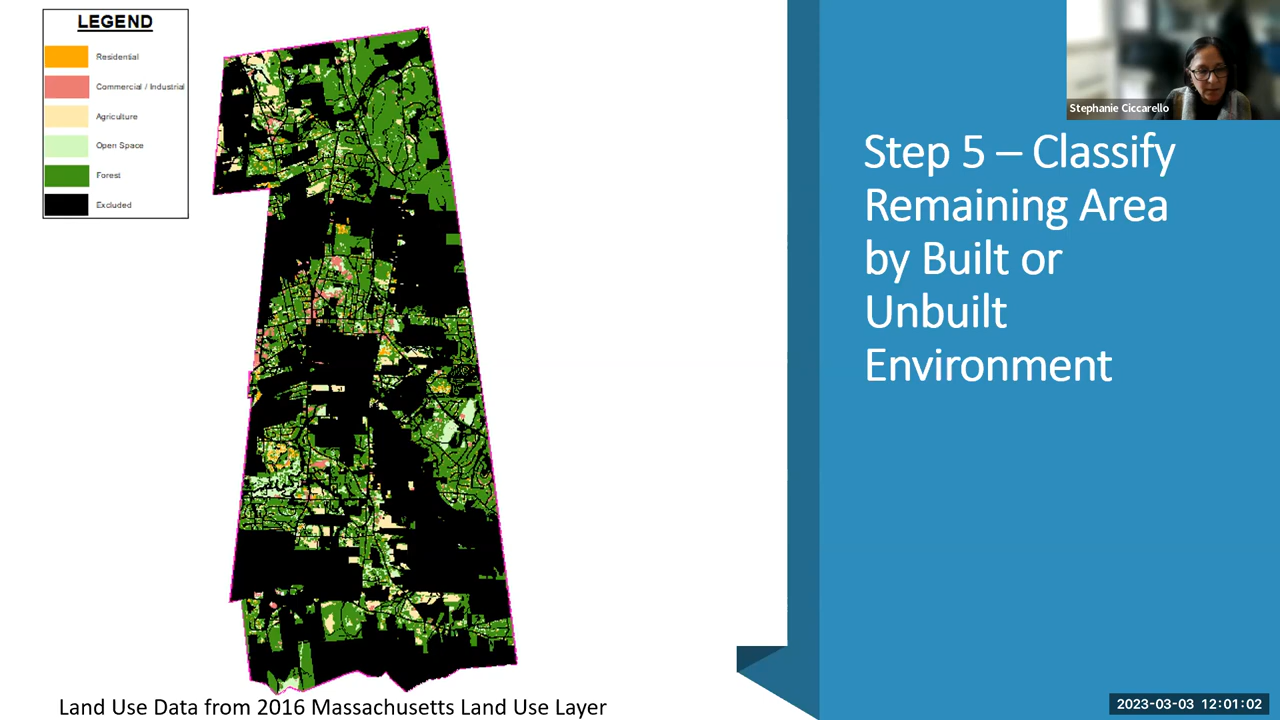 LEGEND
Residential
Commercial / Industrial
Agriculture
Open Space
Forest
Excluded
Stephanie Ciccarello
Step 5 – Classify
Remaining Area
by Built or
Unbuilt
Environment
Land Use Data from 2016 Massachusetts Land Use Layer
2023-03-03 12:01:02